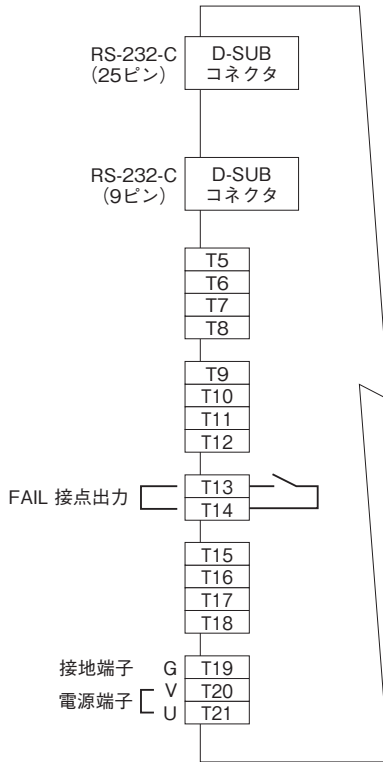 RS-232-C
(25ピン)
D-SUB
コネクタ
RS-232-C
(9ピン)
D-SUB
コネクタ
T5
T6
T7
T8
T9
T10
T11
T12
FAIL 接点出力
T13
T14
T15
T16
T17
T18
接地端子 G T19
電源端子
V T20
U T21